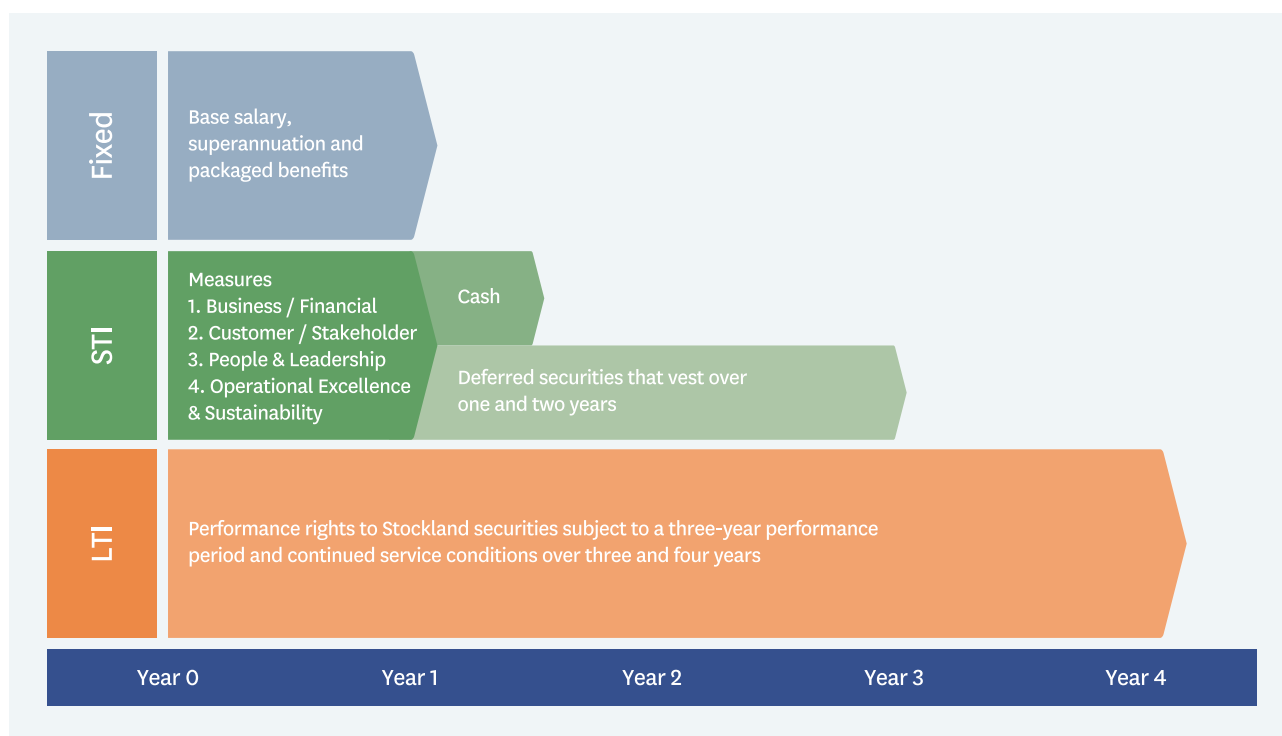 Fixed
Base salary,
superannuation and
packaged benefits
STI
Measures
1. Business / Financial
2. Customer / Stakeholder
3. People & Leadership
4. Operational Excellence
& Sustainability
Cash
Deferred securities that vest over
one and two years
LTI
Performance rights to Stockland securities subject to a three-year performance
period and continued service conditions over three and four years
Year 0 Year 1 Year 2 Year 3 Year 4